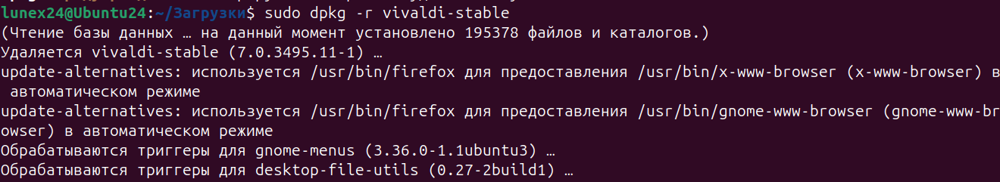 lunex24@Ubuntu24:~/Загрузки$ sudo dpkg -r vivaldi-stable
(Чтение базы данных … на данный момент установлено 195378 файлов и каталогов.)
Удаляется vivaldi-stable (7.0.3495.11-1) …
update-alternatives: используется /usr/bin/firefox для предоставления /usr/bin/x-www-browser (x-www-browser) в
 автоматическом режиме
update-alternatives: используется /usr/bin/firefox для предоставления /usr/bin/gnome-www-browser (gnome-www-br
owser) в автоматическом режиме
Обрабатываются триггеры для gnome-menus (3.36.0-1.1ubuntu3) …
Обрабатываются триггеры для desktop-file-utils (0.27-2build1) …